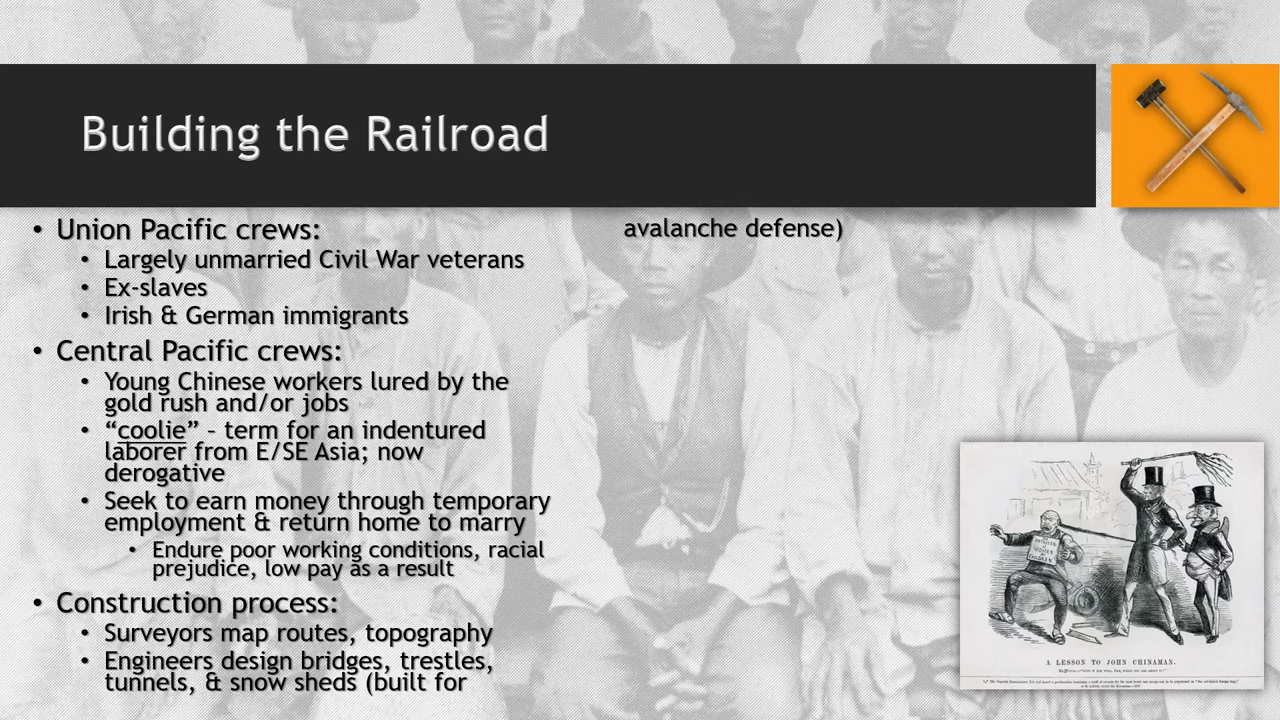 Building the Railroad
• Union Pacific crews:
• Largely unmarried Civil War veterans
• Ex-slaves
• Irish & German immigrants
• Central Pacific crews:
• Young Chinese workers lured by the
gold rush and/or jobs
• “coolie” – term for an indentured
laborer from E/SE Asia; now
derogative
• Seek to earn money through temporary
employment & return home to marry
• Endure poor working conditions, racial
prejudice, low pay as a result
• Construction process:
• Surveyors map routes, topography
• Engineers design bridges, trestles,
tunnels, & snow sheds (built for
avalanche defense)
A LESSON TO JOHN CHINAMAN.